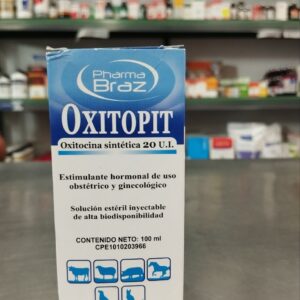 Pharma
Braz
OXITOPIT
Oxitocina sintética 20 U.I.
Estimulante hormonal de uso
obstétrico y ginecológico
Solución estéril inyectable
de alta biodisponibilidad
CONTENIDO NETO: 100 ml
CPE1010203966